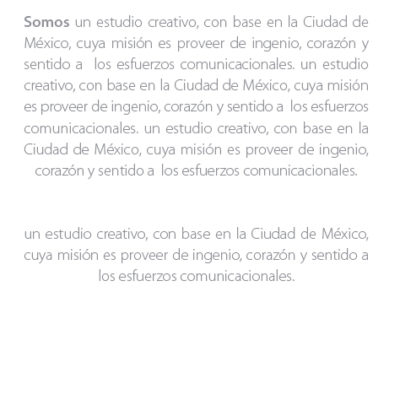 Somos un estudio creativo, con base en la Ciudad de
México, cuya misión es proveer de ingenio, corazón y
sentido a los esfuerzos comunicacionales. un estudio
creativo, con base en la Ciudad de México, cuya misión
es proveer de ingenio, corazón y sentido a los esfuerzos
comunicacionales. un estudio creativo, con base en la
Ciudad de México, cuya misión es proveer de ingenio,
corazón y sentido a los esfuerzos comunicacionales.
un estudio creativo, con base en la Ciudad de México,
cuya misión es proveer de ingenio, corazón y sentido a
los esfuerzos comunicacionales.